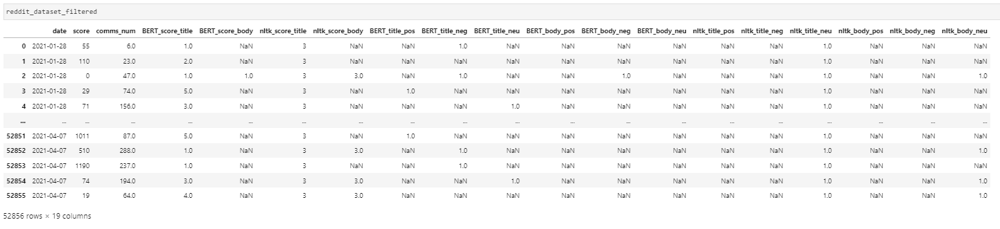 reddit_dataset_filtered
date score comms_num BERT_score_title BERT_score_body nltk_score_title nltk_score_body BERT_title_pos BERT_title_neg BERT_title_neu BERT_body_pos BERT_body_neg BERT_body_neu nltk_title_pos nltk_title_neg nltk_title_neu nltk_body_pos nltk_body_neg nltk_body_neu
0 2021-01-28 55 6.0 1.0 NaN 3 NaN NaN 1.0 NaN NaN NaN NaN NaN NaN 1.0 NaN NaN NaN
1 2021-01-28 110 23.0 2.0 NaN 3 NaN NaN NaN NaN NaN NaN NaN NaN NaN 1.0 NaN NaN NaN
2 2021-01-28 0 47.0 1.0 1.0 3 3.0 NaN 1.0 NaN NaN 1.0 NaN NaN NaN 1.0 NaN NaN 1.0
3 2021-01-28 29 74.0 5.0 NaN 3 NaN 1.0 NaN NaN NaN NaN NaN NaN NaN 1.0 NaN NaN NaN
4 2021-01-28 71 156.0 3.0 NaN 3 NaN NaN NaN 1.0 NaN NaN NaN NaN NaN 1.0 NaN NaN NaN
... ... ... ... ... ... ... ... ... ... ... ... ... ... ... ... ... ... ... ...
52851 2021-04-07 1011 87.0 5.0 NaN 3 NaN 1.0 NaN NaN NaN NaN NaN NaN NaN 1.0 NaN NaN NaN
52852 2021-04-07 510 288.0 1.0 NaN 3 3.0 NaN 1.0 NaN NaN NaN NaN NaN NaN 1.0 NaN NaN 1.0
52853 2021-04-07 1190 237.0 1.0 NaN 3 NaN NaN 1.0 NaN NaN NaN NaN NaN NaN 1.0 NaN NaN NaN
52854 2021-04-07 74 194.0 3.0 NaN 3 3.0 NaN NaN 1.0 NaN NaN NaN NaN NaN 1.0 NaN NaN 1.0
52855 2021-04-07 19 64.0 4.0 NaN 3 3.0 NaN NaN NaN NaN NaN NaN NaN NaN 1.0 NaN NaN 1.0
52856 rows × 19 columns